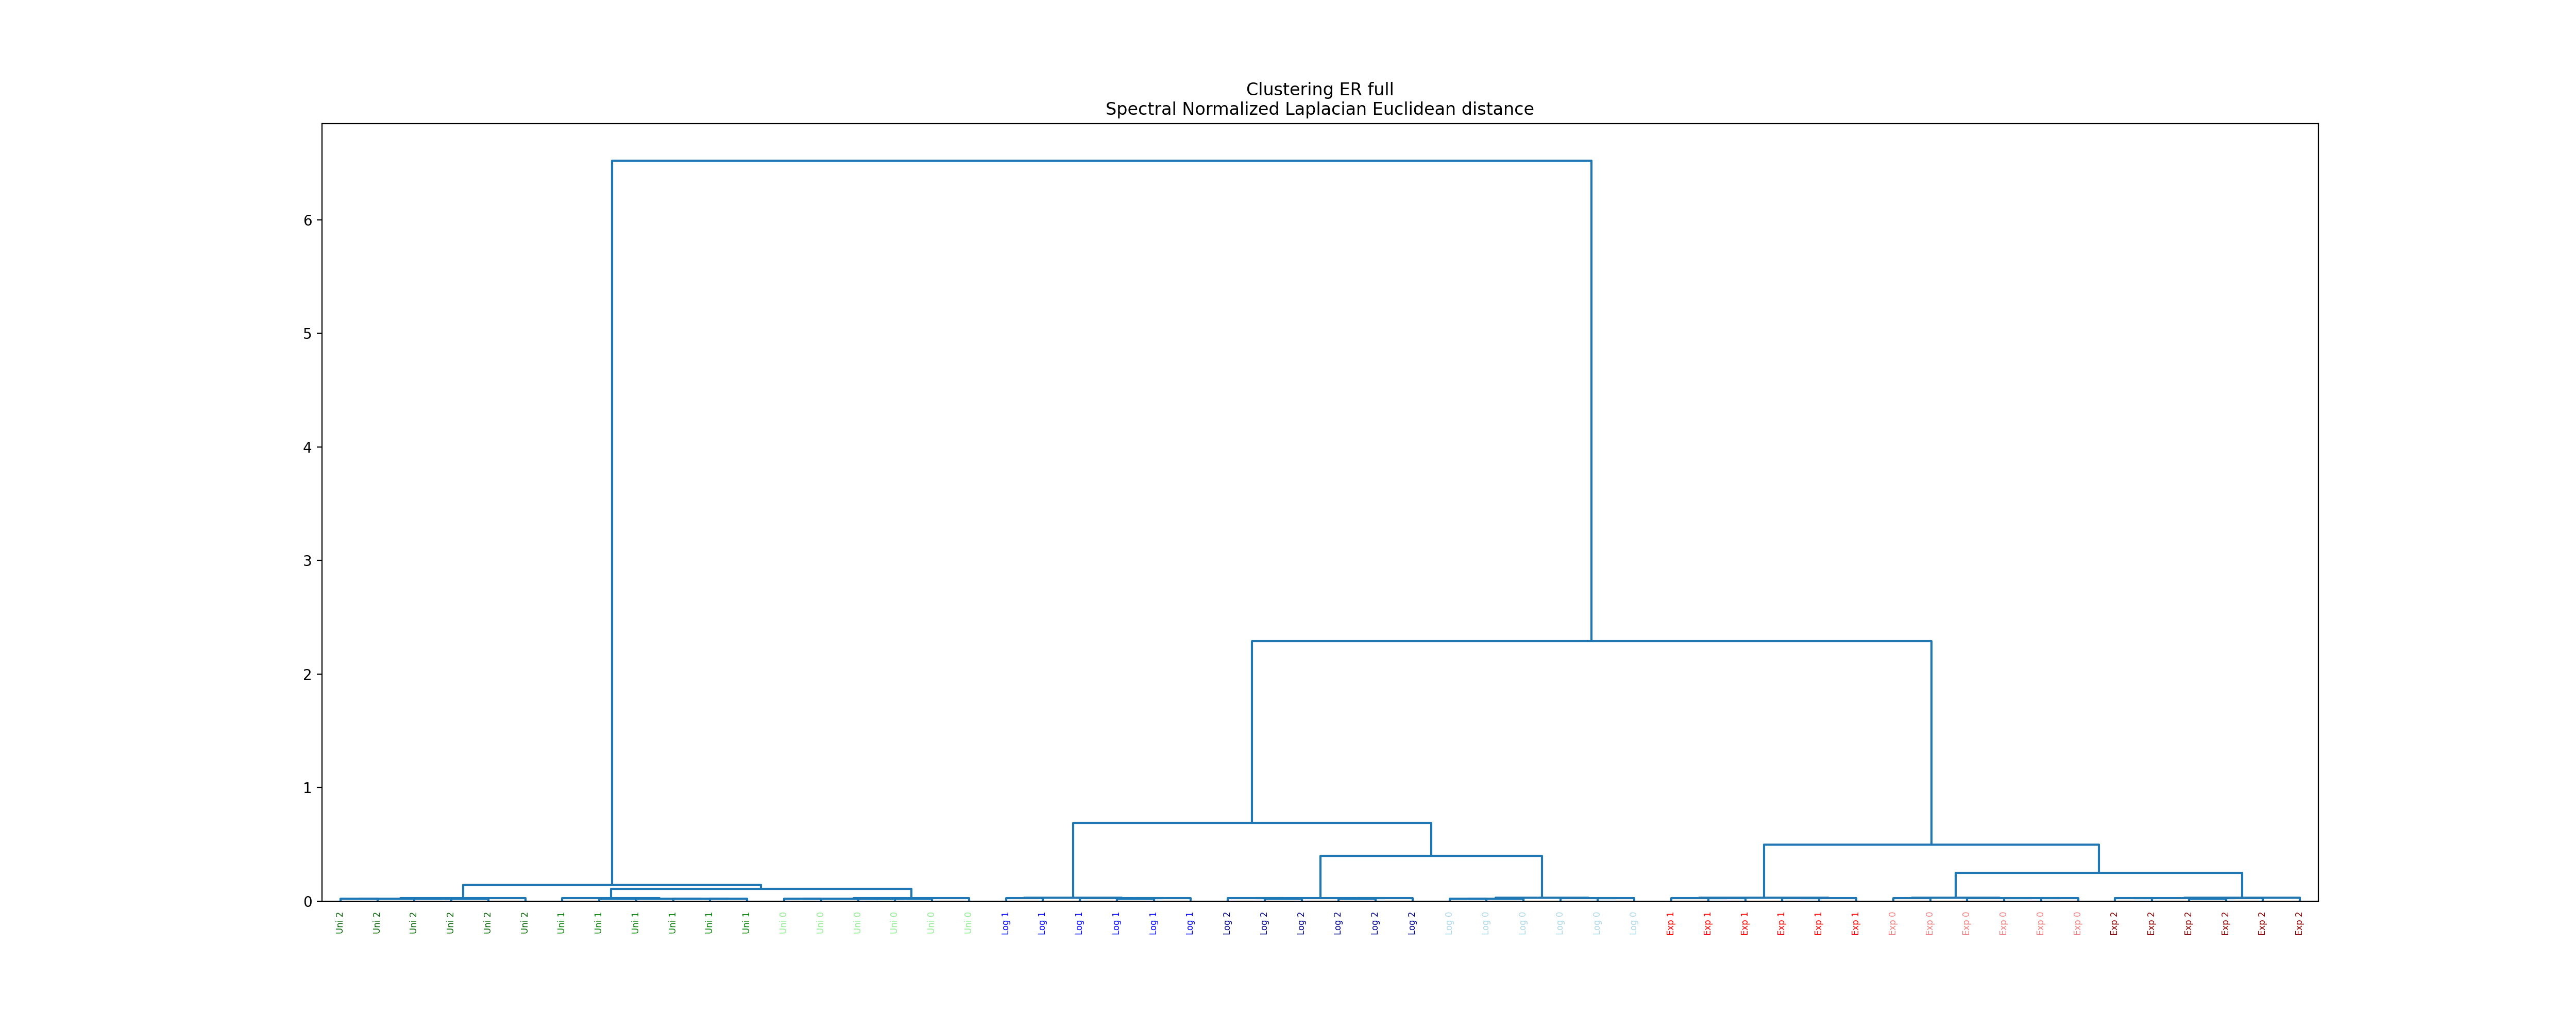 Clustering ER full
Spectral Normalized Laplacian Euclidean distance
6
5
4
3
2
1
0
Uni 2 Uni 2 Uni 2 Uni 2 Uni 2 Uni 2 Uni 1 Uni 1 Uni 1 Uni 1 Uni 1 Uni 1 Uni 0 Uni 0 Uni 0 Uni 0 Uni 0 Uni 0 Log 1 Log 1 Log 1 Log 1 Log 1 Log 1 Log 2 Log 2 Log 2 Log 2 Log 2 Log 2 Log 0 Log 0 Log 0 Log 0 Log 0 Log 0 Exp 1 Exp 1 Exp 1 Exp 1 Exp 1 Exp 1 Exp 0 Exp 0 Exp 0 Exp 0 Exp 0 Exp 0 Exp 2 Exp 2 Exp 2 Exp 2 Exp 2 Exp 2